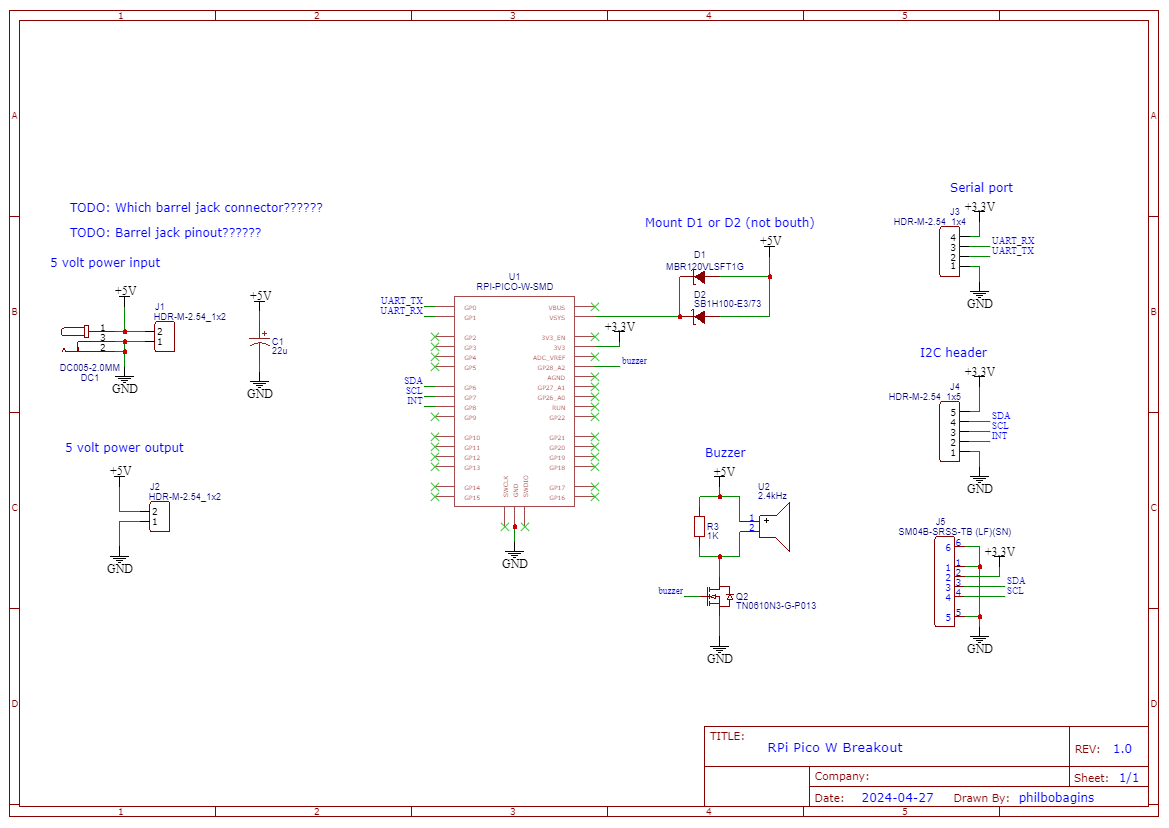 1 2 3 4 5
A A
B B
C C
D D
TODO: Which barrel jack connector??????
TODO: Barrel jack pinout??????
5 volt power input
+5V
J1
HDR-M-2.54_1x2
1
3
2
2
1
DC005-2.0MM
DC1
GND
+5V
+
C1
22u
GND
5 volt power output
+5V
J2
HDR-M-2.54_1x2
2
1
GND
U1
RPI-PICO-W-SMD
UART_TX
UART_RX
SDA
SCL
INT
GP0
GP1
GP2
GP3
GP4
GP5
GP6
GP7
GP8
GP9
GP10
GP11
GP12
GP13
GP14
GP15
VBUS
VSYS
3V3_EN
3V3
ADC_VREF
GP28_A2
AGND
GP27_A1
GP26_A0
RUN
GP22
GP21
GP20
GP19
GP18
GP17
GP16
SWCLK
GND
SWDIO
GND
+3.3V
buzzer
Mount D1 or D2 (not bouth)
+5V
D1
MBR120VLSFT1G
D2
SB1H100-E3/73
Buzzer
+5V
U2
2.4kHz
1
2
+
R3
1K
buzzer
Q2
TN0610N3-G-P013
GND
Serial port
+3.3V
J3
HDR-M-2.54_1x4
4
3
2
1
UART_RX
UART_TX
GND
I2C header
+3.3V
J4
HDR-M-2.54_1x5
5
4
3
2
1
SDA
SCL
INT
GND
J5
SM04B-SRSS-TB (LF)(SN)
6 6
+3.3V
1 1
2 2
3 3
4 4
5 5
SDA
SCL
GND
TITLE:
RPi Pico W Breakout
REV: 1.0
Company:
Sheet: 1/1
Date: 2024-04-27 Drawn By: philbobagins
1 2 3 4 5